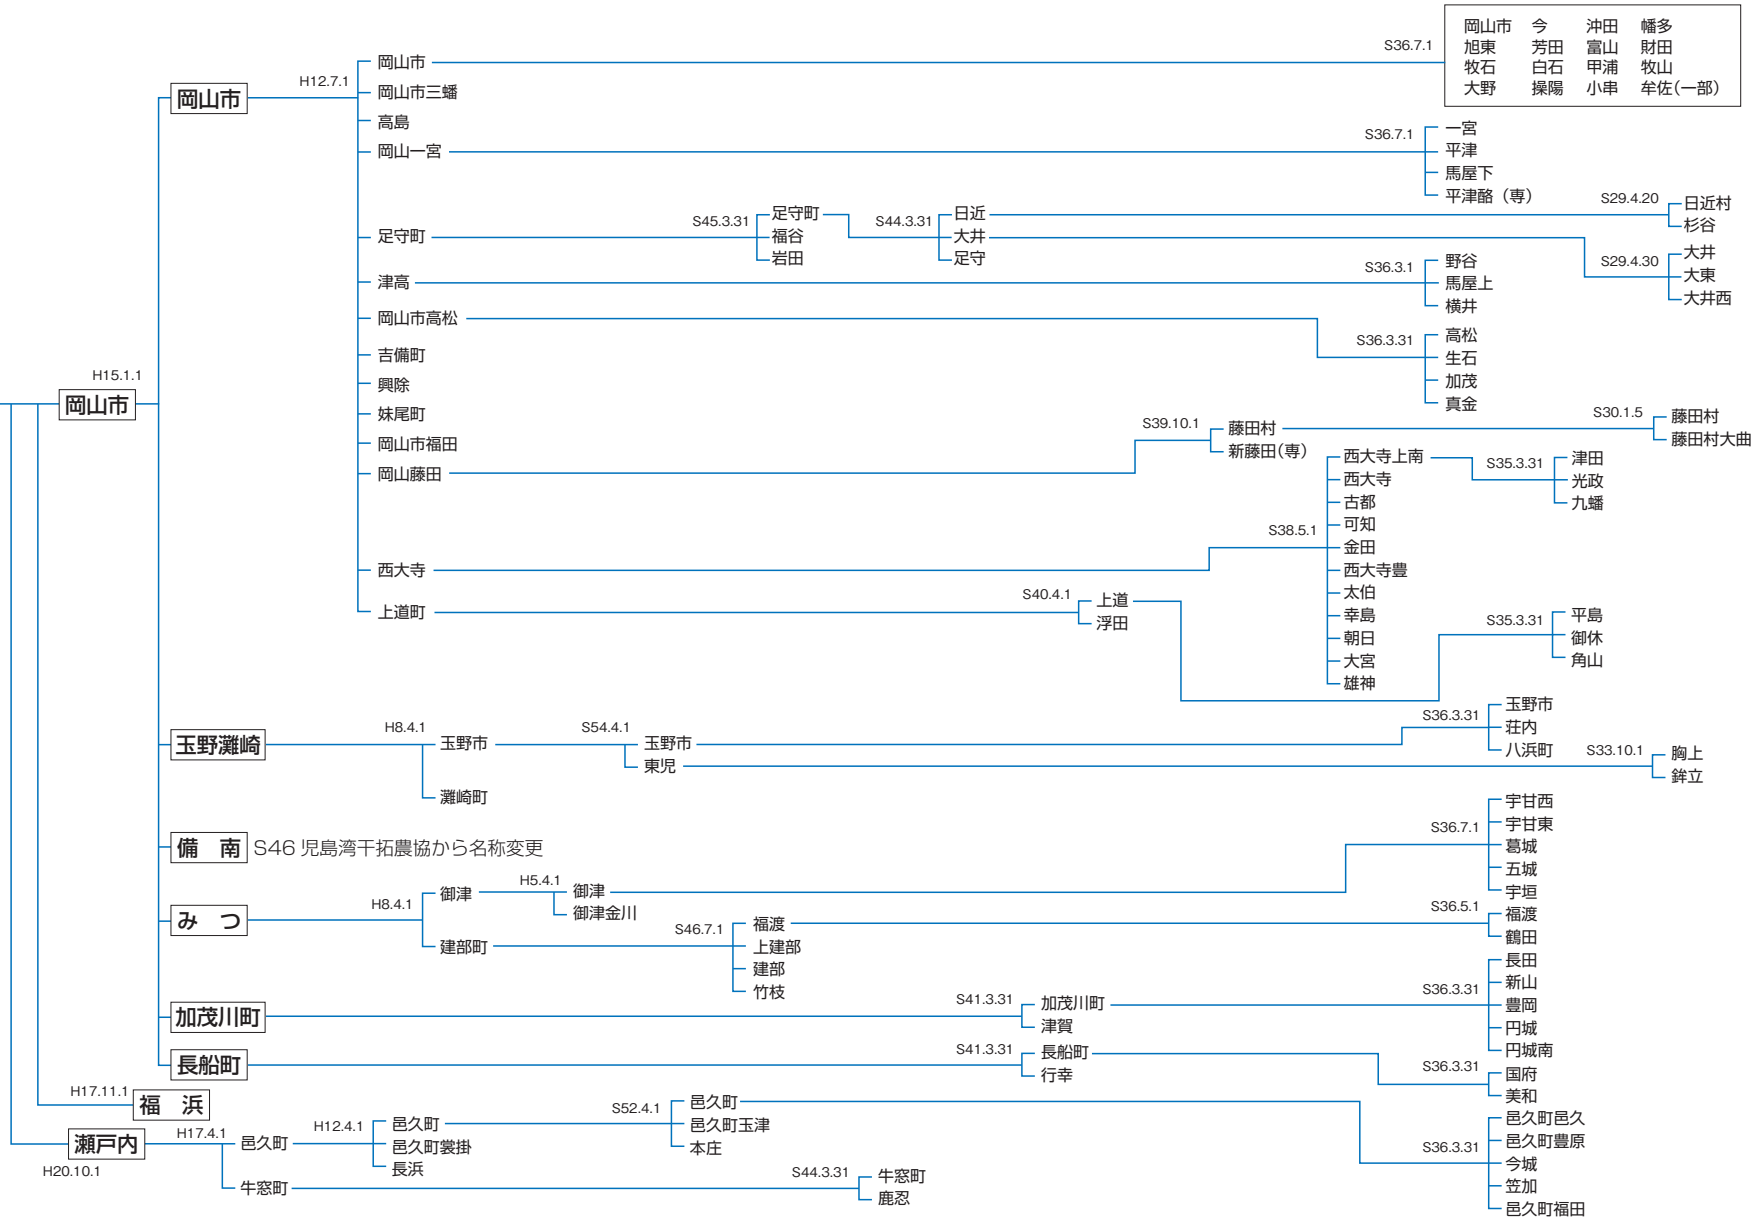 岡山市 今 沖田 幡多
旭東 芳田 富山 財田
牧石 白石 甲浦 牧山
大野 操陽 小串 牟佐(一部)
S36.7.1
岡山市
H12.7.1
岡山市
岡山市三蟠
高島
岡山一宮
S36.7.1
一宮
平津
馬屋下
平津酪（専）
足守町
S45.3.31
足守町
福谷
岩田
S44.3.31
日近
大井
足守
S29.4.20
日近村
杉谷
S29.4.30
大井
大東
大井西
津高
S36.3.1
野谷
馬屋上
横井
岡山市高松
S36.3.31
高松
生石
加茂
真金
吉備町
興除
妹尾町
岡山市福田
岡山藤田
S39.10.1
藤田村
新藤田(専)
S30.1.5
藤田村
藤田村大曲
西大寺
S38.5.1
西大寺上南
西大寺
古都
可知
金田
西大寺豊
太伯
幸島
朝日
大宮
雄神
S35.3.31
津田
光政
九蟠
上道町
S40.4.1
上道
浮田
S35.3.31
平島
御休
角山
H15.1.1
岡山市
玉野灘崎
H8.4.1
玉野市
灘崎町
S54.4.1
玉野市
東児
S36.3.31
玉野市
荘内
八浜町
S33.10.1
胸上
鉾立
備 南 S46 児島湾干拓農協から名称変更
みつ
H8.4.1
御津
建部町
H5.4.1
御津
御津金川
S36.7.1
宇甘西
宇甘東
葛城
五城
宇垣
S46.7.1
福渡
上建部
建部
竹枝
S36.5.1
福渡
鶴田
加茂川町
S41.3.31
加茂川町
津賀
S36.3.31
長田
新山
豊岡
円城
円城南
長船町
S41.3.31
長船町
行幸
S36.3.31
国府
美和
H17.11.1
福 浜
H20.10.1
瀬戸内
H17.4.1
邑久町
牛窓町
H12.4.1
邑久町
邑久町裳掛
長浜
S52.4.1
邑久町
邑久町玉津
本庄
S36.3.31
邑久町邑久
邑久町豊原
今城
笠加
邑久町福田
S44.3.31
牛窓町
鹿忍